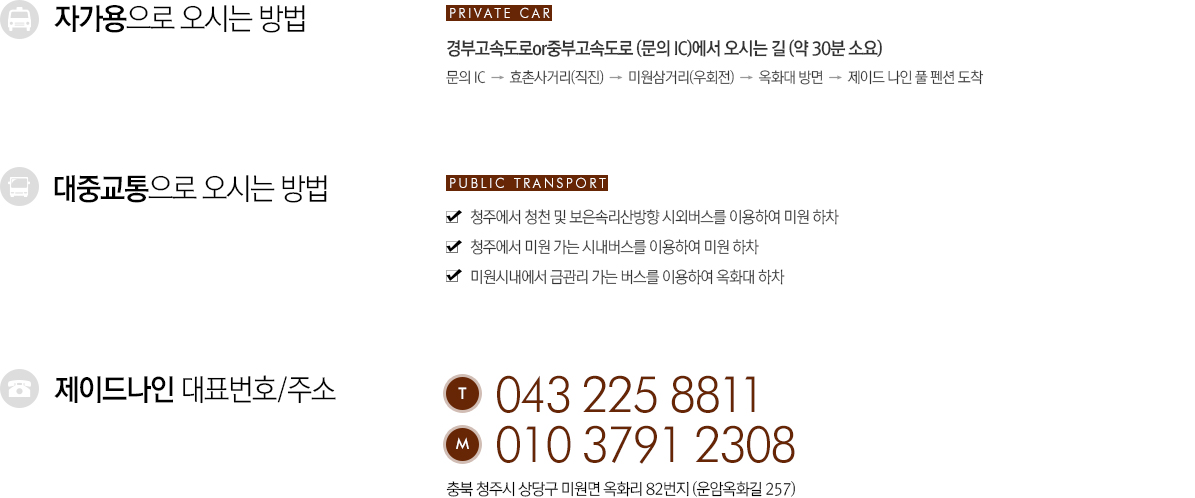 자가용으로 오시는 방법
PRIVATE CAR
경부고속도로or중부고속도로 (문의 IC)에서 오시는 길 (약 30분 소요)
문의 IC → 효촌사거리(직진) → 미원삼거리(우회전) → 옥화대 방면 → 제이드 나인 풀 펜션 도착
대중교통으로 오시는 방법
PUBLIC TRANSPORT
청주에서 청천 및 보은속리산방향 시외버스를 이용하여 미원 하차
청주에서 미원 가는 시내버스를 이용하여 미원 하차
미원시내에서 금관리 가는 버스를 이용하여 옥화대 하차
제이드나인 대표번호/주소
T 043 225 8811
M 010 3791 2308
충북 청주시 상당구 미원면 옥화리 82번지 (운암옥화길 257)